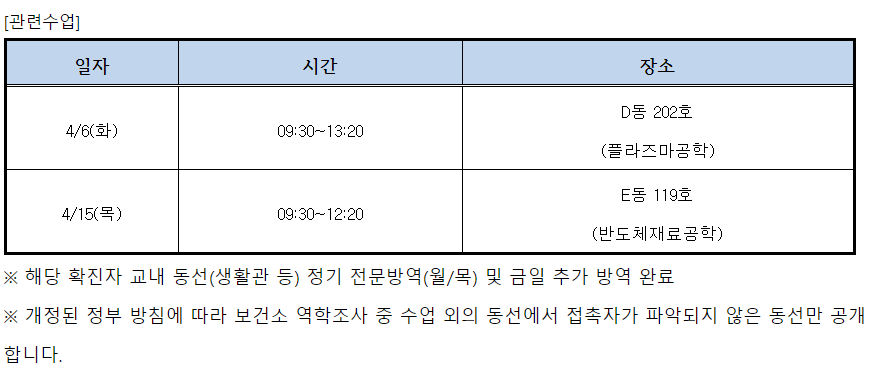 [관련수업]
일자 시간 장소
4/6(화) 09:30~13:20 D동 202호
(플라즈마공학)
4/15(목) 09:30~12:20 E동 119호
(반도체재료공학)
※ 해당 확진자 교내 동선(생활관 등) 정기 전문방역(월/목) 및 금일 추가 방역 완료
※ 개정된 정부 방침에 따라 보건소 역학조사 중 수업 외의 동선에서 접촉자가 파악되지 않은 동선만 공개
합니다.